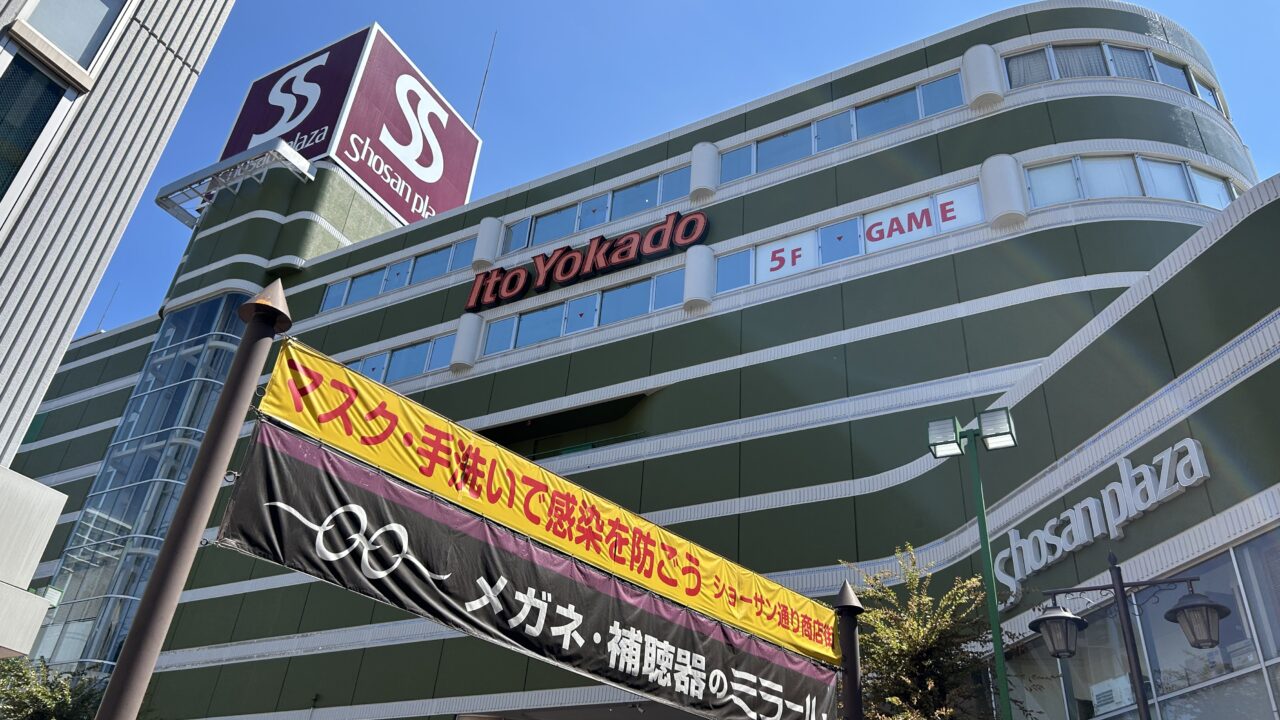 SS
plaza
SS
shosan pla
Ito Yokado
5F
GAME
マスク・手洗いで感染を防ごう ショーサン通り商店街
メガネ・補聴器のミラール
shosan plaza